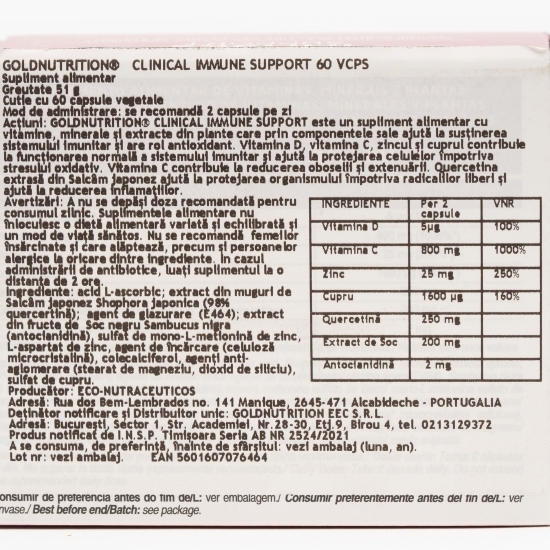 GOLDNUTRITION® CLINICAL IMMUNE SUPPORT 60 VCPS
Supliment alimentar
Greutate 51 g
Cutie cu 60 capsule vegetale
Mod de administrare: se recomandă 2 capsule pe zi
Acțiuni: GOLDNUTRITION® CLINICAL IMMUNE SUPPORT este un supliment alimentar cu
vitamine, minerale și extracte din plante care prin componentele sale ajută la susținerea
sistemului imunitar și are rol antioxidant. Vitamina D, vitamina C, zincul și cuprul contribuie
la funcționarea normală a sistemului imunitar și ajută la protejarea celulelor împotriva
stresului oxidativ. Vitamina C contribuie la reducerea oboselii și extenuării. Quercetina
extrasă din Salcâm japonez ajută la protejarea organismului împotriva radicalilor liberi și
ajută la reducerea inflamațiilor.
Avertizări: A nu se depăși doza recomandată pentru
consumul zilnic. Suplimentele alimentare nu
înlocuiesc o dietă alimentară variată și echilibrată și
un mod de viață sănătos. Nu se recomandă femeilor
însărcinate și care alăptează, precum și persoanelor
alergice la oricare dintre ingrediente. În cazul
administrării de antibiotice, luați suplimentul la o
distanța de 2 ore.
Ingrediente: acid L-ascorbic; extract din muguri de
Salcâm japonez Shophora japonica (98%
quercertină); agent de glazurare (E464); extract
din fructe de Soc negru Sambucus nigra
(antocianidină), sulfat de mono-L-metionină de zinc,
L-aspartat de zinc, agent de încărcare (celuloză
microcristalină), colecalciferol, agenți anti-
aglomerare (stearat de magneziu, dioxid de siliciu),
sulfat de cupru.
INGREDIENTE Per 2 capsule VNR
Vitamina D 5µg 100%
Vitamina C 800 mg 1000%
Zinc 25 mg 250%
Cupru 1600 µg 160%
Quercetină 250 mg
Extract de Soc 200 mg
Antocianidină 2 mg
Producător: ECO-NUTRACEUTICOS
Adresă: Rua dos Bem-Lembrados no. 141 Manique, 2645-471 Alcabideche - PORTUGALIA
Deținător notificare și Distribuitor unic: GOLDNUTRITION EEC S.R.L.
Adresă: București, Sector 1, Str. Academiei, Nr.28-30, Etj.9, Birou 4, tel. 0213129372
Produs notificat de I.N.S.P. Timișoara Seria AB NR 2524/2021
A se consuma, de preferință, înainte de sfârșitul: vezi ambalaj (luna, an).
Lot nr: vezi ambalaj. EAN 5601607076464
onsumir de preferência antes do fim de/L: ver embalagem./ Consumir preferentemente antes del fin de/L: ver
nvase./ Best before end/Batch: see package.